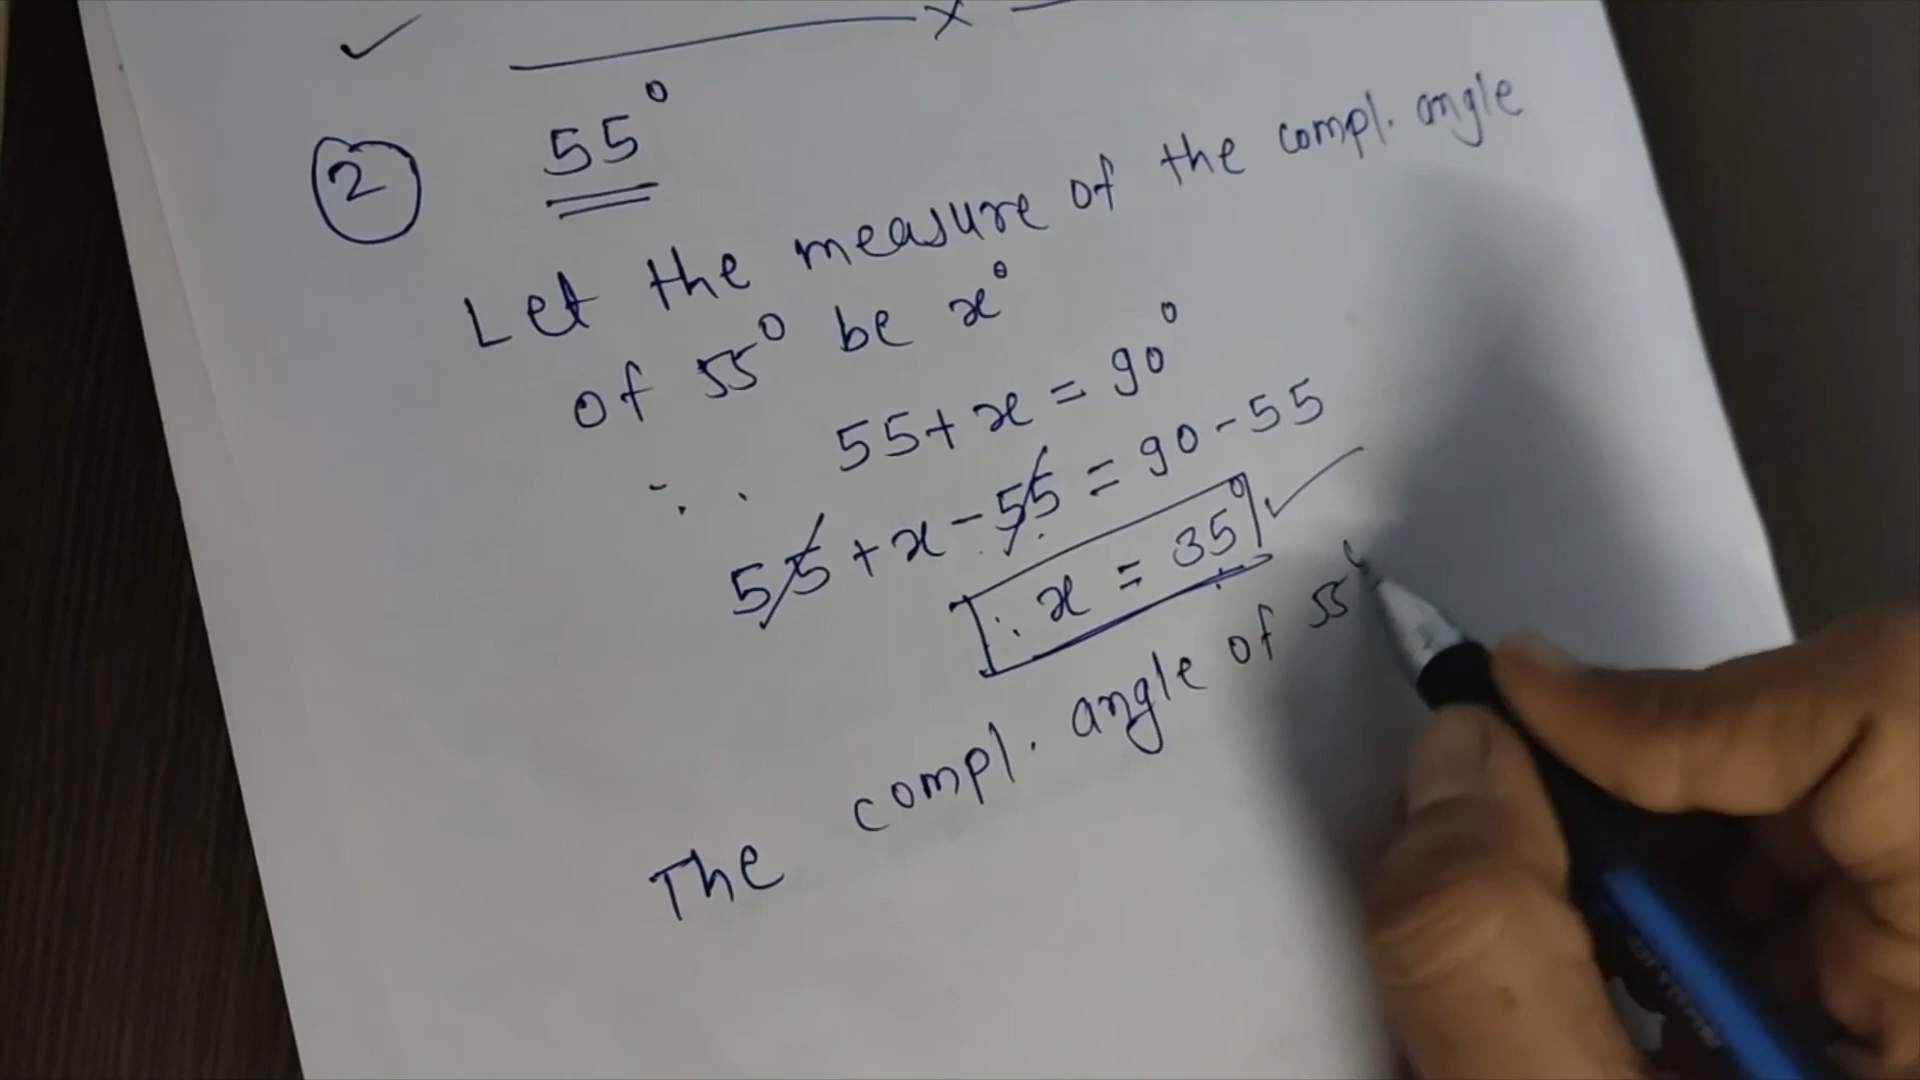 ② 55°
Let the measure of the compl. angle
of 55° be x°
∴ 55+x = 90°
55+x-55 = 90-55
∴ x = 35°
The compl. angle of 55°